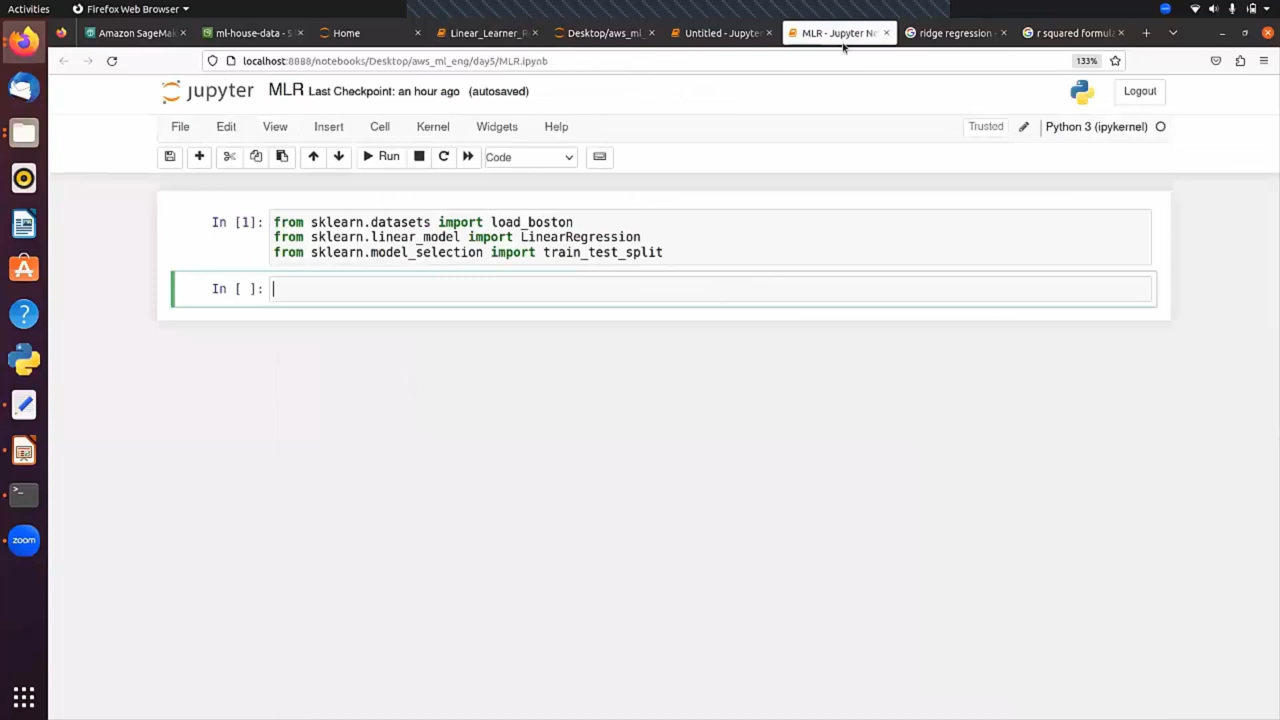 Activities
Firefox Web Browser
Amazon SageMak
ml-house-data - S
Home
Linear_Learner_R
Desktop/aws_ml_
Untitled - Jupyter
MLR - Jupyter No
ridge regression -
r squared formula
localhost:8888/notebooks/Desktop/aws_ml_eng/day5/MLR.ipynb
133%
jupyter MLR Last Checkpoint: an hour ago (autosaved)
Logout
File Edit View Insert Cell Kernel Widgets Help
Trusted
Python 3 (ipykernel)
Run
Code
In [1]: from sklearn.datasets import load_boston
from sklearn.linear_model import LinearRegression
from sklearn.model_selection import train_test_split
In [ ]:
zoom